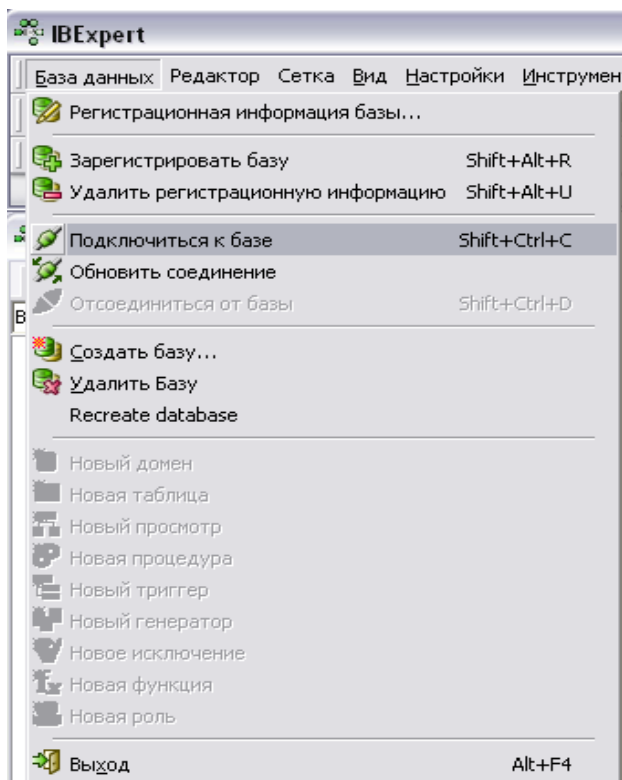 IBExpert
База данных Редактор Сетка Вид Настройки Инструмен
Регистрационная информация базы...
Зарегистрировать базу Shift+Alt+R
Удалить регистрационную информацию Shift+Alt+U
Подключиться к базе Shift+Ctrl+C
Обновить соединение
Отсоединиться от базы Shift+Ctrl+D
Создать базу...
Удалить Базу
Recreate database
Новый домен
Новая таблица
Новый просмотр
Новая процедура
Новый триггер
Новый генератор
Новое исключение
Новая функция
Новая роль
Выход Alt+F4